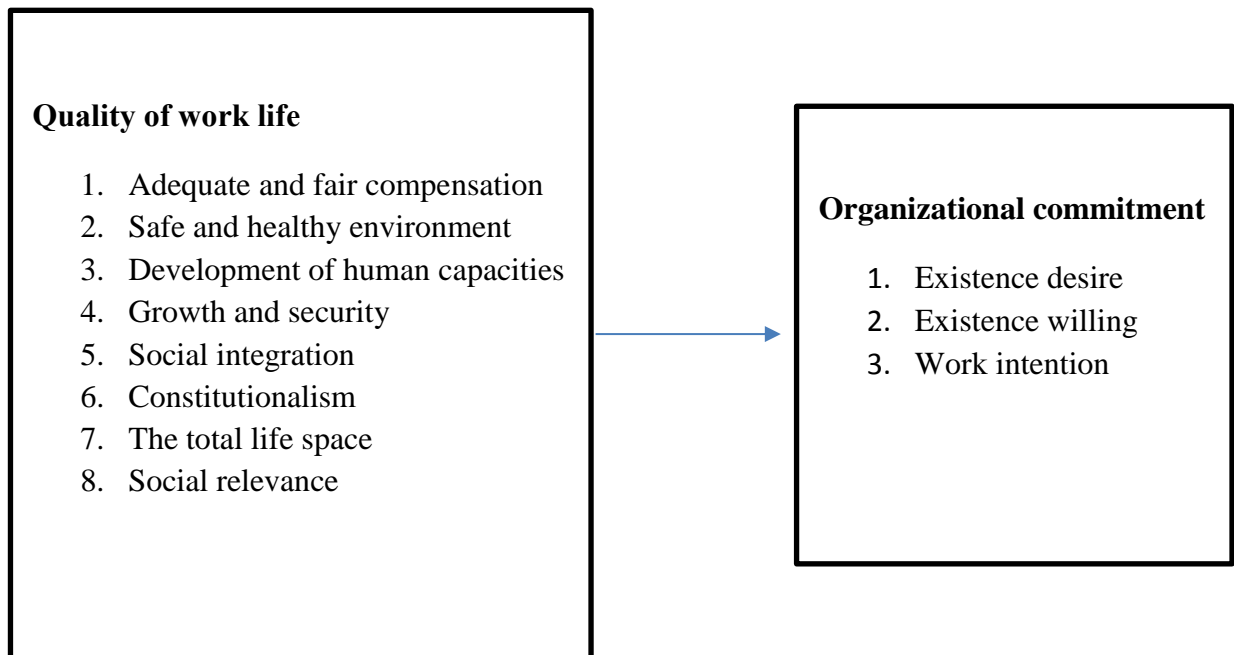 Quality of work life
1. Adequate and fair compensation
2. Safe and healthy environment
3. Development of human capacities
4. Growth and security
5. Social integration
6. Constitutionalism
7. The total life space
8. Social relevance
Organizational commitment
1. Existence desire
2. Existence willing
3. Work intention